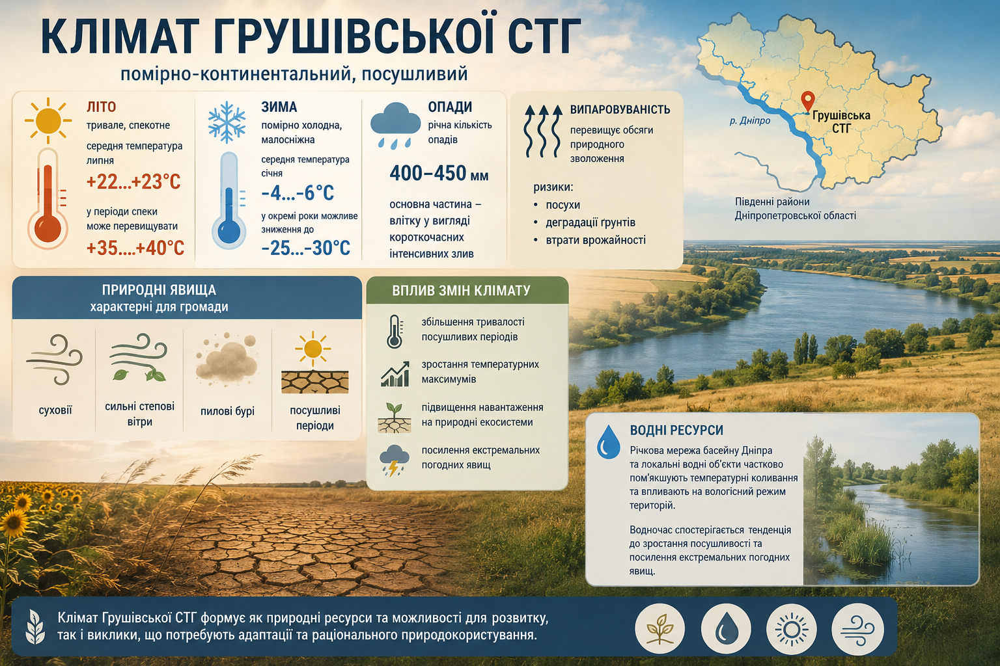 КЛІМАТ ГРУШІВСЬКОЇ СТГ
помірно-континентальний, посушливий
ЛІТО
тривале, спекотне
середня температура
липня
+22...+23°C
у періоди спеки
може перевищувати
+35....+40°C
ЗИМА
помірно холодна,
малосніжна
середня температура
січня
-4...-6°C
у окремі роки можливе
зниження до
-25...-30°C
ОПАДИ
річна кількість
опадів
400–450 мм
основна частина –
влітку у вигляді
короткочасних
інтенсивних злив
ВИПАРОВУВАНІСТЬ
перевищує обсяги
природного
зволоження
ризики:
• посухи
• деградації ґрунтів
• втрати врожайності
р. Дніпро
Грушівська
СТГ
Південні райони
Дніпропетровської області
ПРИРОДНІ ЯВИЩА
характерні для громади
суховії
сильні степові
вітри
пилові бурі
посушливі
періоди
ВПЛИВ ЗМІН КЛІМАТУ
збільшення тривалості
посушливих періодів
зростання температурних
максимумів
підвищення навантаження
на природні екосистеми
посилення екстремальних
погодних явищ
ВОДНІ РЕСУРСИ
Річкова мережа басейну Дніпра
та локальні водні об'єкти частково
пом'якшують температурні коливання
та впливають на вологісний режим
територій.
Водночас спостерігається тенденція
до зростання посушливості та
посилення екстремальних погодних
явищ.
Клімат Грушівської СТГ формує як природні ресурси та можливості для розвитку,
так і виклики, що потребують адаптації та раціонального природокористування.